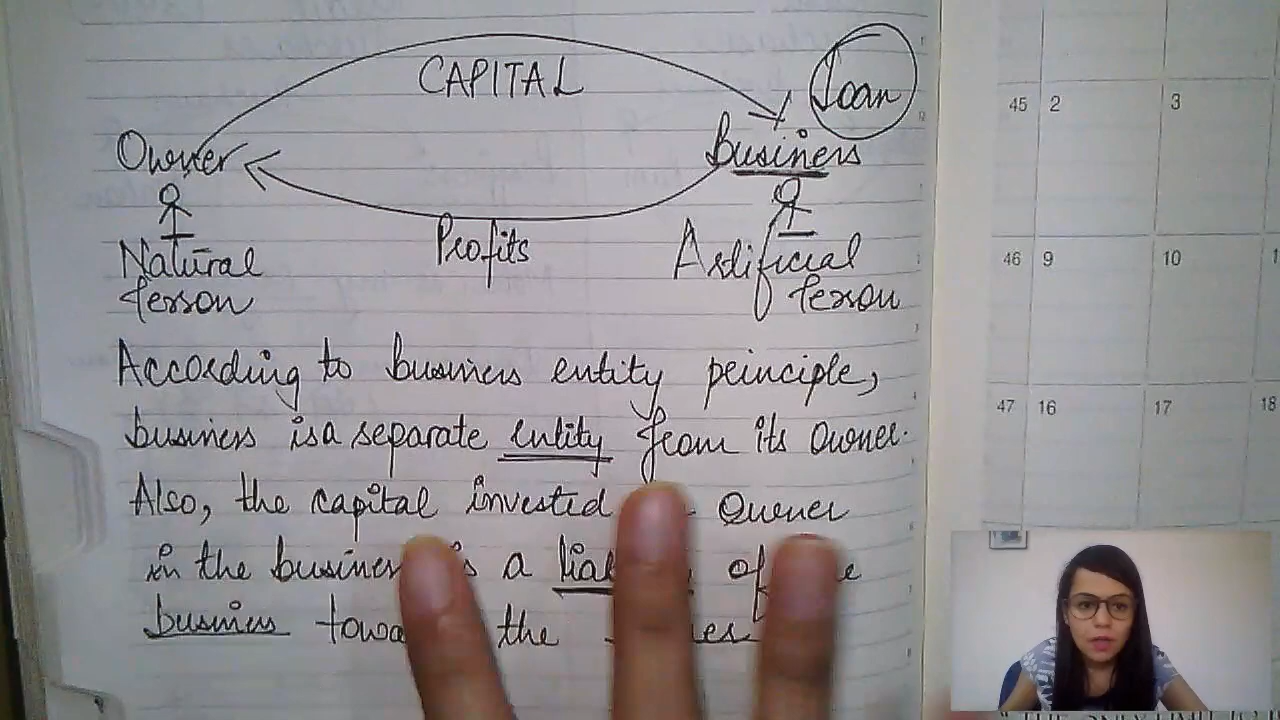 CAPITAL
Loan
Owner
Business
Natural
Person
Profits
Artificial
Person
According to business entity principle,
business is a separate entity from its owner.
Also, the capital invested Owner
in the business is a of
business the
45 2 3
46 9 10
47 16 17 18